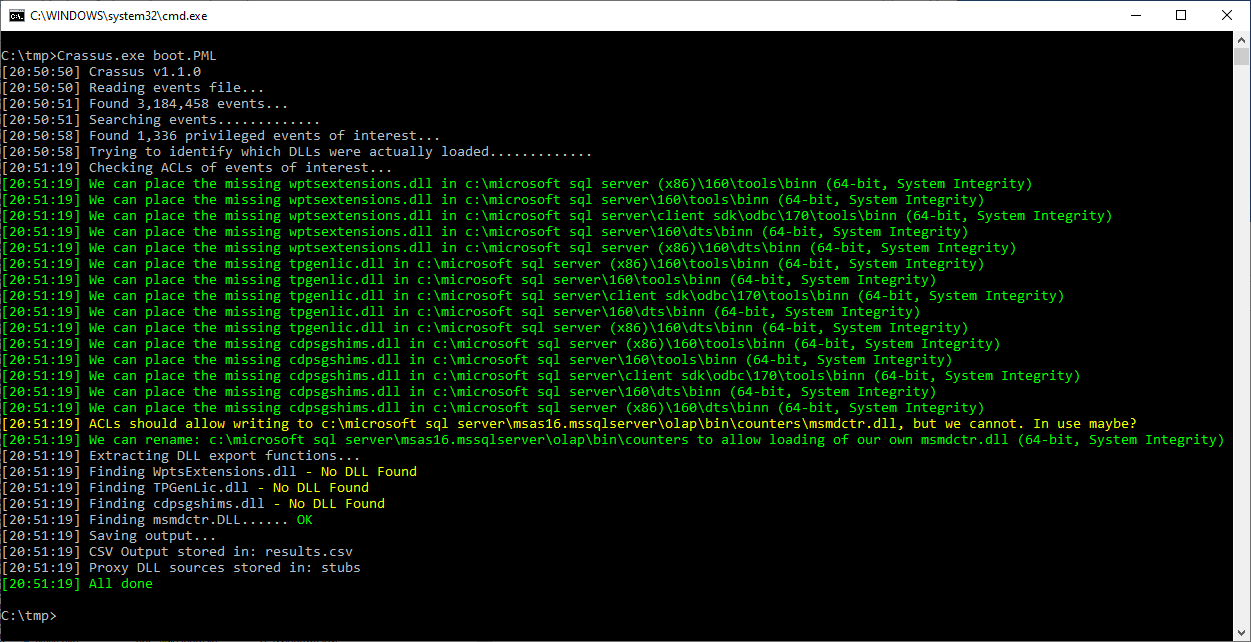 C:\WINDOWS\system32\cmd.exe
C:\tmp>Crassus.exe boot.PML
[20:50:50] Crassus v1.1.0
[20:50:50] Reading events file...
[20:50:51] Found 3,184,458 events...
[20:50:51] Searching events.............
[20:50:58] Found 1,336 privileged events of interest...
[20:50:58] Trying to identify which DLLs were actually loaded.............
[20:51:19] Checking ACLs of events of interest...
[20:51:19] We can place the missing wptsextensions.dll in c:\microsoft sql server (x86)\160\tools\binn (64-bit, System Integrity)
[20:51:19] We can place the missing wptsextensions.dll in c:\microsoft sql server\160\tools\binn (64-bit, System Integrity)
[20:51:19] We can place the missing wptsextensions.dll in c:\microsoft sql server\client sdk\odbc\170\tools\binn (64-bit, System Integrity)
[20:51:19] We can place the missing wptsextensions.dll in c:\microsoft sql server\160\dts\binn (64-bit, System Integrity)
[20:51:19] We can place the missing wptsextensions.dll in c:\microsoft sql server (x86)\160\dts\binn (64-bit, System Integrity)
[20:51:19] We can place the missing tpgenlic.dll in c:\microsoft sql server (x86)\160\tools\binn (64-bit, System Integrity)
[20:51:19] We can place the missing tpgenlic.dll in c:\microsoft sql server\160\tools\binn (64-bit, System Integrity)
[20:51:19] We can place the missing tpgenlic.dll in c:\microsoft sql server\client sdk\odbc\170\tools\binn (64-bit, System Integrity)
[20:51:19] We can place the missing tpgenlic.dll in c:\microsoft sql server\160\dts\binn (64-bit, System Integrity)
[20:51:19] We can place the missing tpgenlic.dll in c:\microsoft sql server (x86)\160\dts\binn (64-bit, System Integrity)
[20:51:19] We can place the missing cdpsgshims.dll in c:\microsoft sql server (x86)\160\tools\binn (64-bit, System Integrity)
[20:51:19] We can place the missing cdpsgshims.dll in c:\microsoft sql server\160\tools\binn (64-bit, System Integrity)
[20:51:19] We can place the missing cdpsgshims.dll in c:\microsoft sql server\client sdk\odbc\170\tools\binn (64-bit, System Integrity)
[20:51:19] We can place the missing cdpsgshims.dll in c:\microsoft sql server\160\dts\binn (64-bit, System Integrity)
[20:51:19] We can place the missing cdpsgshims.dll in c:\microsoft sql server (x86)\160\dts\binn (64-bit, System Integrity)
[20:51:19] ACLs should allow writing to c:\microsoft sql server\msas16.mssqlserver\olap\bin\counters\msmdctr.dll, but we cannot. In use maybe?
[20:51:19] We can rename: c:\microsoft sql server\msas16.mssqlserver\olap\bin\counters to allow loading of our own msmdctr.dll (64-bit, System Integrity)
[20:51:19] Extracting DLL export functions...
[20:51:19] Finding WptsExtensions.dll - No DLL Found
[20:51:19] Finding TPGenLic.dll - No DLL Found
[20:51:19] Finding cdpsgshims.dll - No DLL Found
[20:51:19] Finding msmdctr.DLL...... OK
[20:51:19] Saving output...
[20:51:19] CSV Output stored in: results.csv
[20:51:19] Proxy DLL sources stored in: stubs
[20:51:19] All done
C:\tmp>